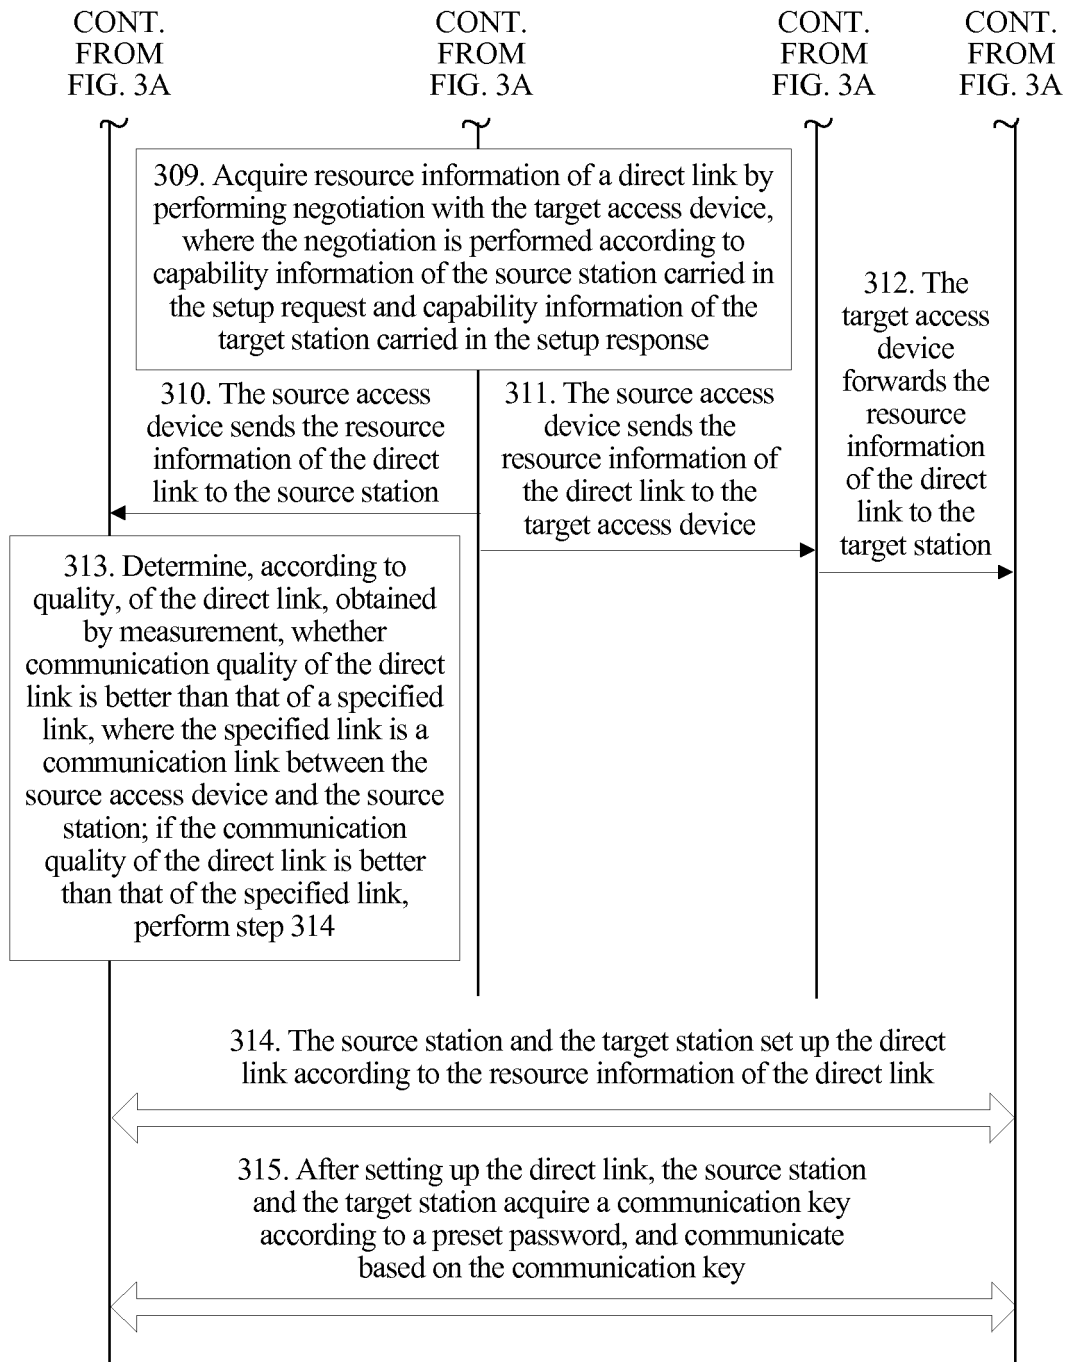 CONT.
FROM
FIG. 3A
CONT.
FROM
FIG. 3A
CONT.
FROM
FIG. 3A
CONT.
FROM
FIG. 3A
309. Acquire resource information of a direct link by
performing negotiation with the target access device,
where the negotiation is performed according to
capability information of the source station carried in
the setup request and capability information of the
target station carried in the setup response
310. The source access
device sends the resource
information of the direct
link to the source station
311. The source access
device sends the
resource information of
the direct link to the
target access device
312. The
target access
device
forwards the
resource
information
of the direct
link to the
target station
313. Determine, according to
quality, of the direct link, obtained
by measurement, whether
communication quality of the direct
link is better than that of a specified
link, where the specified link is a
communication link between the
source access device and the source
station; if the communication
quality of the direct link is better
than that of the specified link,
perform step 314
314. The source station and the target station set up the direct
link according to the resource information of the direct link
315. After setting up the direct link, the source station
and the target station acquire a communication key
according to a preset password, and communicate
based on the communication key